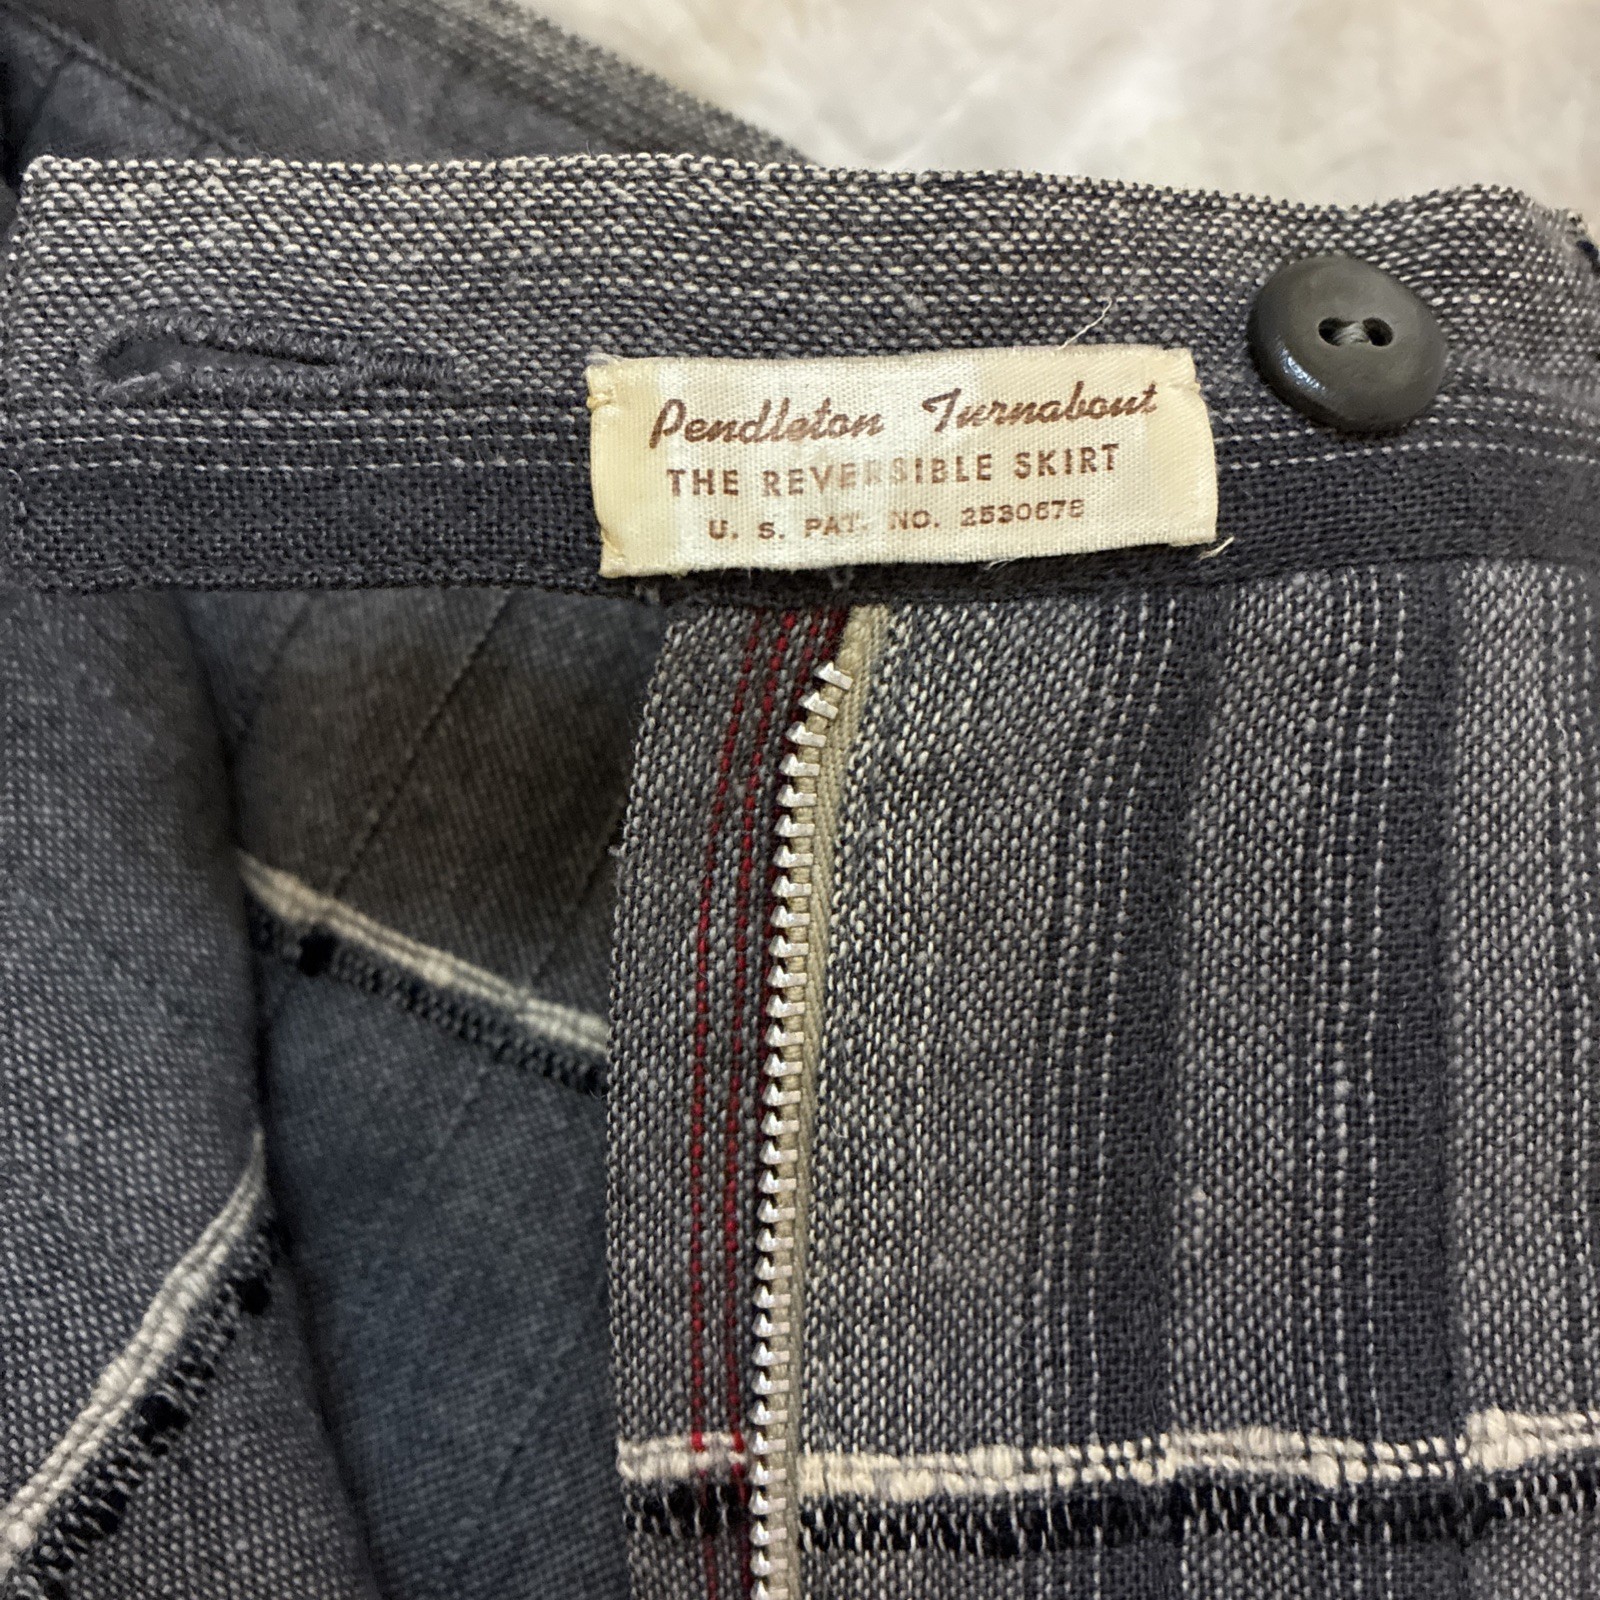 Pendleton Turnabout
THE REVERSIBLE SKIRT
U. S. PAT. NO. 2530678